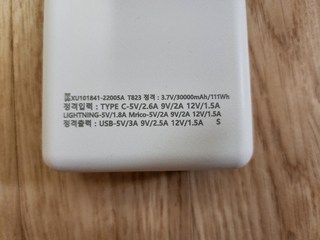 XU101841-22005A TB23 정격 : 3.7V/30000mAh/111Wh
정격입력 : TYPE C-5V/2.6A 9V/2A 12V/1.5A
LIGHTNING-5V/1.8A Mrico-5V/2A 9V/2A 12V/1.5A
정격출력 : USB-5V/3A 9V/2.5A 12V/1.5A S